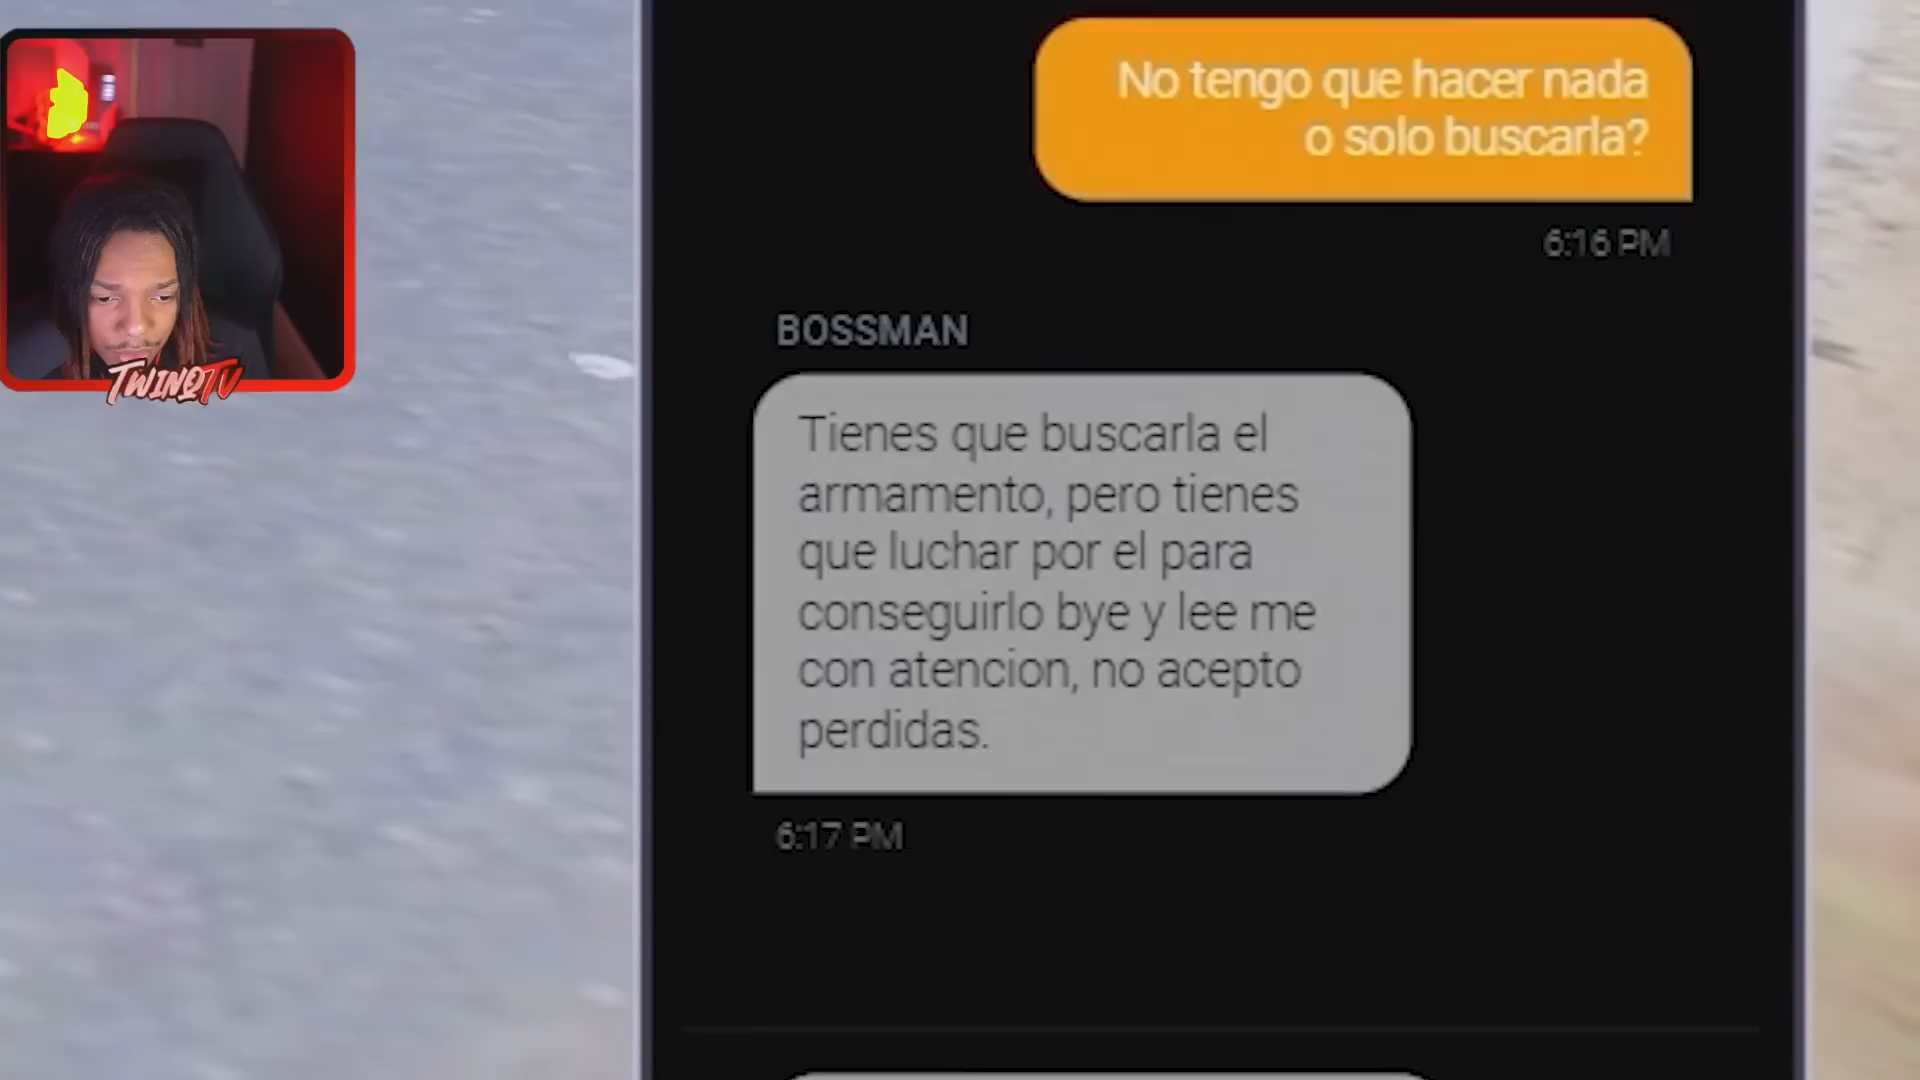 No tengo que hacer nada
o solo buscarla?
6:16 PM
BOSSMAN
Tienes que buscarla el
armamento, pero tienes
que luchar por el para
conseguirlo bye y lee me
con atencion, no acepto
perdidas.
6:17 PM
TWINOTV